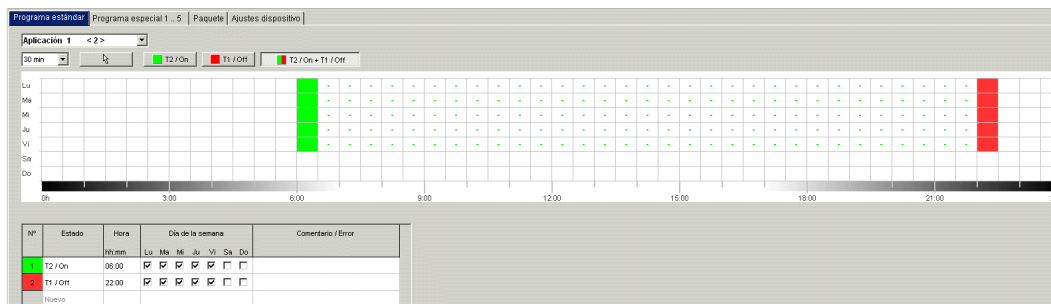 Programa estándar Programa especial 1 .. 5 Paquete Ajustes dispositivo
Aplicación 1 < 2 >
30 min T2 / On T1 / Off T2 / On + T1 / Off
Lu
Ma
Mi
Ju
Vi
Sa
Do
0h 3:00 6:00 9:00 12:00 15:00 18:00 21:00
Nº Estado Hora Día de la semana Comentario / Error
hh:mm Lu Ma Mi Ju Vi Sa Do
1 T2 / On 06:00
2 T1 / Off 22:00
Nuevo